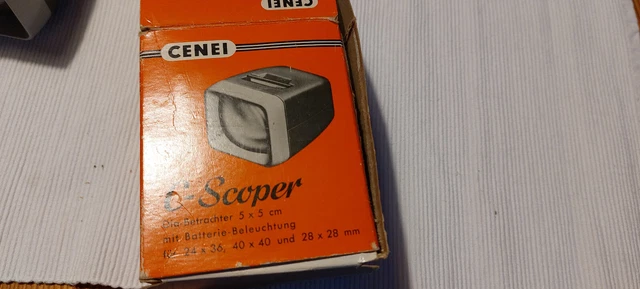 CENEI
CENEI
C-Scoper
Dia-Betrachter 5 x 5 cm
mit Batterie-Beleuchtung
24 x 36, 40 x 40 und 28 x 28 mm